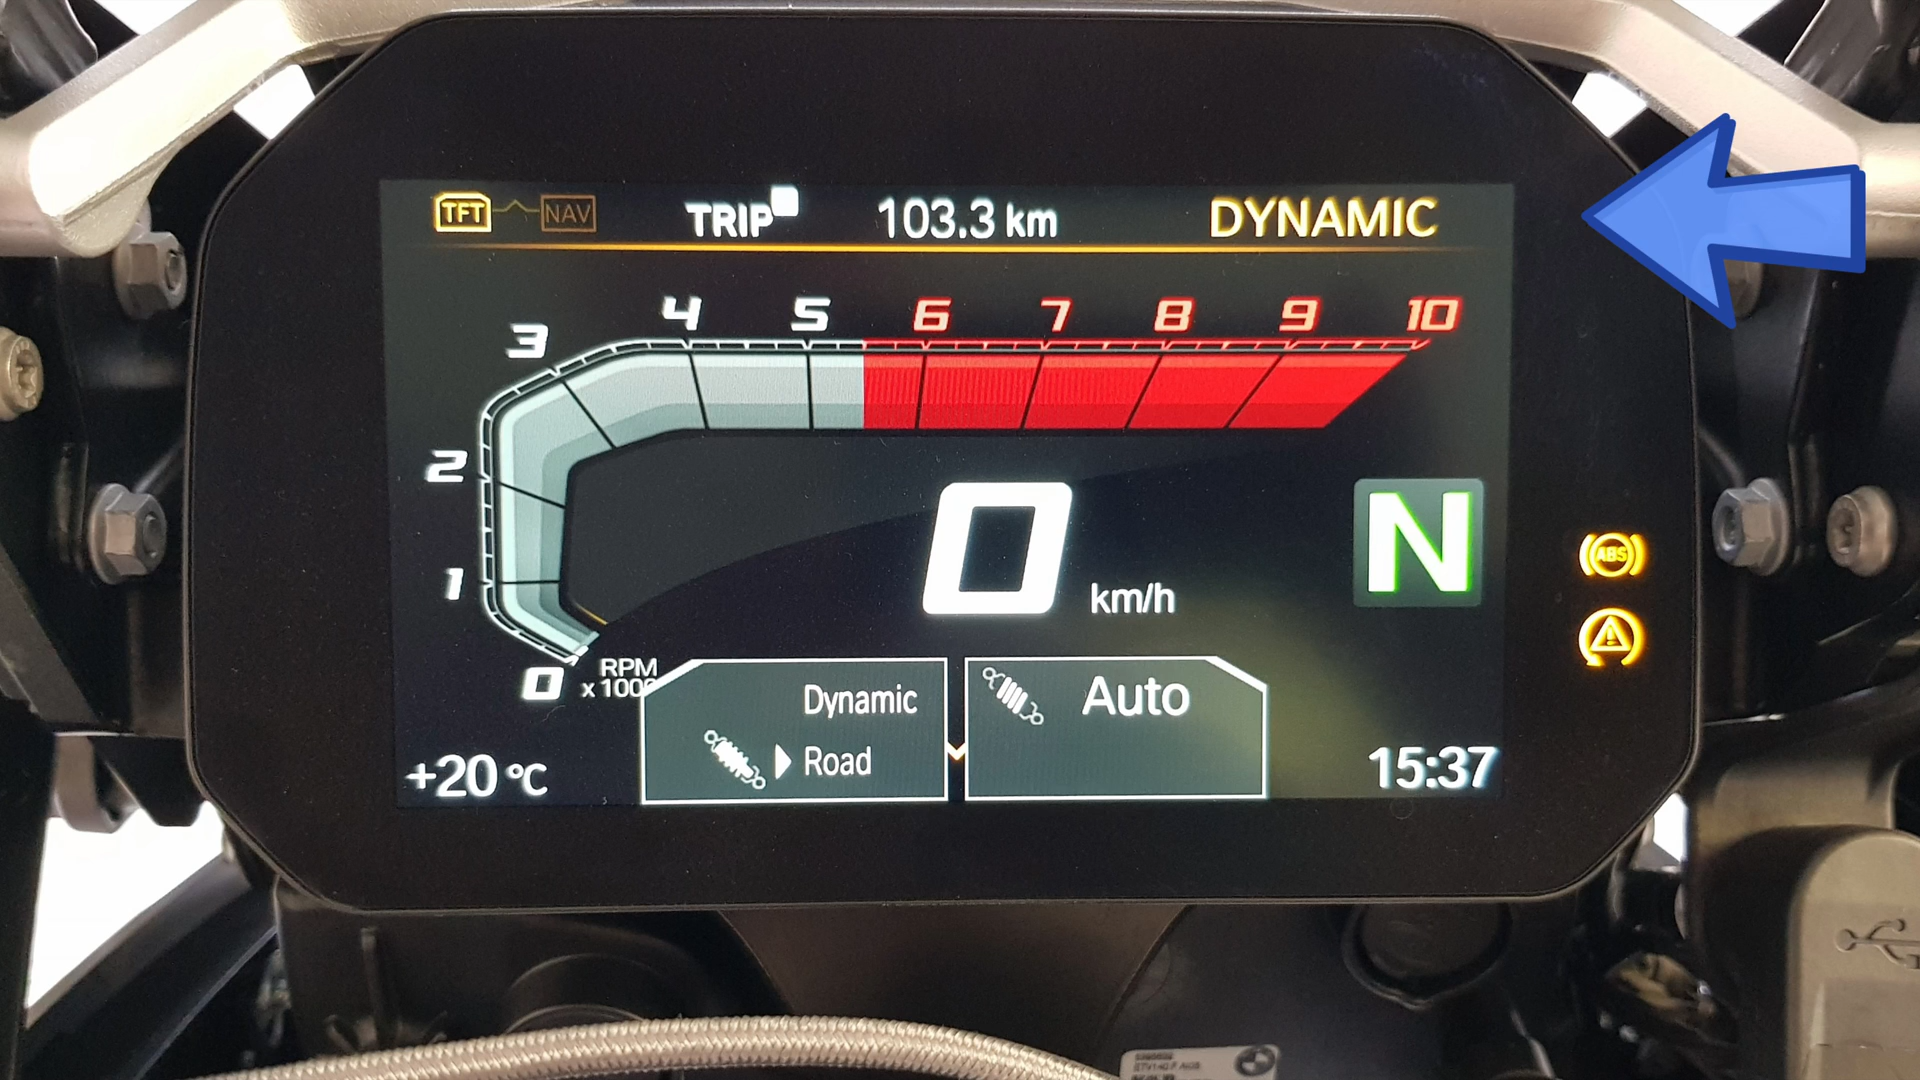 TFT NAV TRIP 103.3 km DYNAMIC
3 4 5 6 7 8 9 10
2
1
0 RPM
x 1000
0 km/h
N
ABS
Dynamic
Road
Auto
+20 °C
15:37